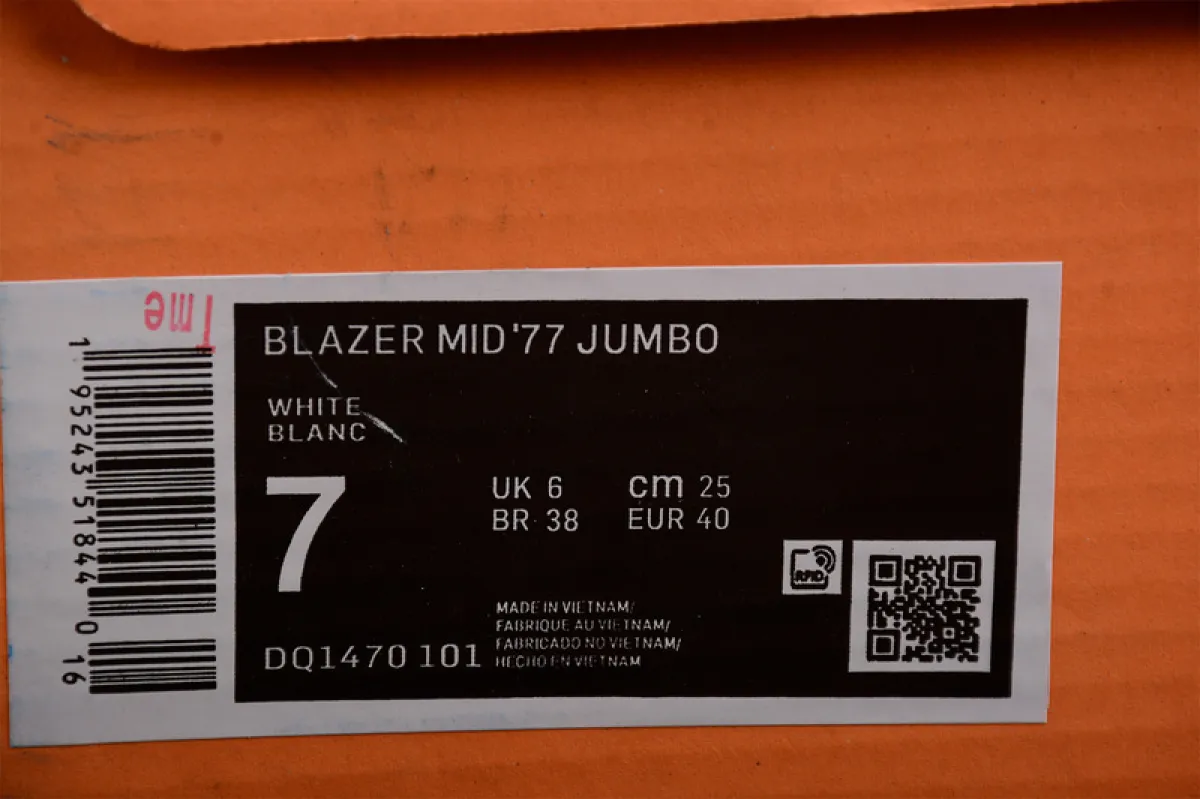 BLAZER MID '77 JUMBO
WHITE
BLANC
7
UK 6 cm 25
BR 38 EUR 40
MADE IN VIETNAM/
FABRIQUE AU VIETNAM/
FABRICADO NO VIETNAM/
HECHO EN VIETNAM
DQ1470 101
RFID
1 95243 51844 0 16